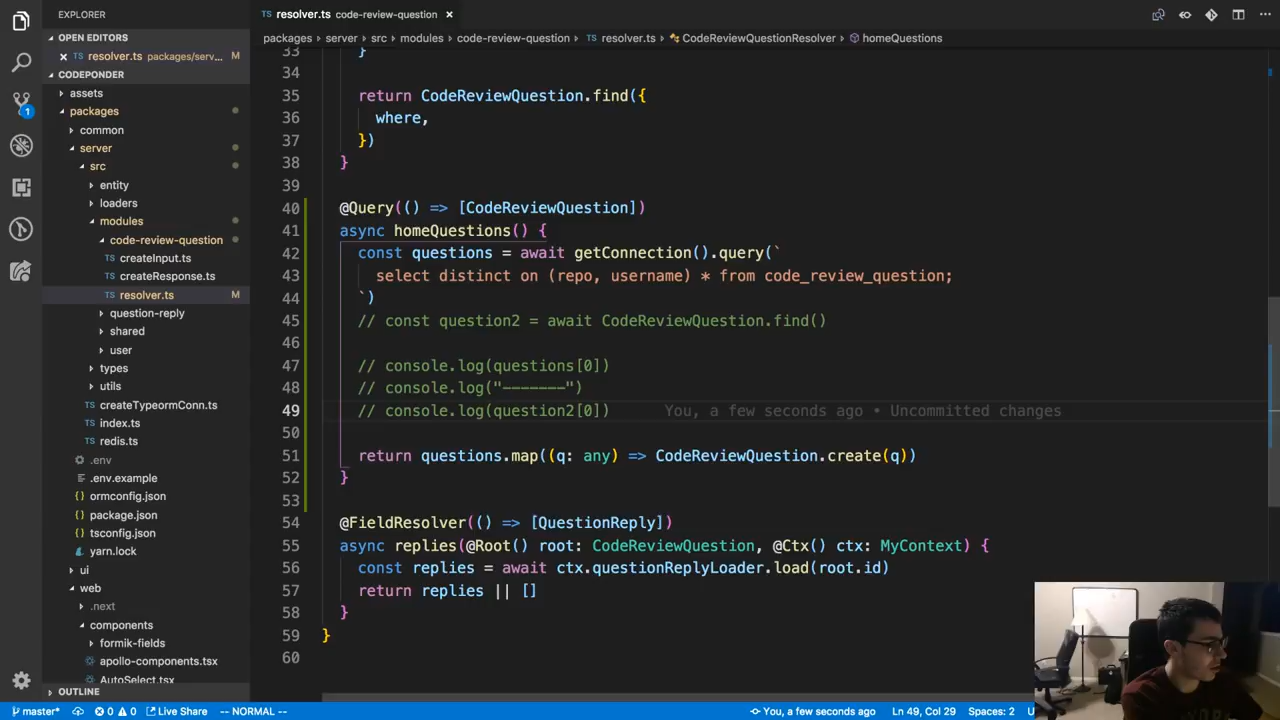 EXPLORER
resolver.ts code-review-question ×
OPEN EDITORS
packages > server > src > modules > code-review-question > resolver.ts > CodeReviewQuestionResolver > homeQuestions
× TS resolver.ts packages/serv... M
CODEPONDER
assets
packages
common
server
src
entity
loaders
modules
code-review-question
TS createInput.ts
TS createResponse.ts
TS resolver.ts M
question-reply
shared
user
types
utils
TS createTypeormConn.ts
TS index.ts
TS redis.ts
.env
.env.example
{} ormconfig.json
{} package.json
{} tsconfig.json
yarn.lock
ui
web
.next
components
formik-fields
apollo-components.tsx
AutoSelect.tsx
OUTLINE
33 }
34
35 return CodeReviewQuestion.find({
36 where,
37 })
38 }
39
40 @Query(() => [CodeReviewQuestion])
41 async homeQuestions() {
42 const questions = await getConnection().query(`
43 select distinct on (repo, username) * from code_review_question;
44 `)
45 // const question2 = await CodeReviewQuestion.find()
46
47 // console.log(questions[0])
48 // console.log("-------")
49 // console.log(question2[0]) You, a few seconds ago • Uncommitted changes
50
51 return questions.map((q: any) => CodeReviewQuestion.create(q))
52 }
53
54 @FieldResolver(() => [QuestionReply])
55 async replies(@Root() root: CodeReviewQuestion, @Ctx() ctx: MyContext) {
56 const replies = await ctx.questionReplyLoader.load(root.id)
57 return replies || []
58 }
59 }
60
master* 0 0 Live Share -- NORMAL -- You, a few seconds ago Ln 49, Col 29 Spaces: 2